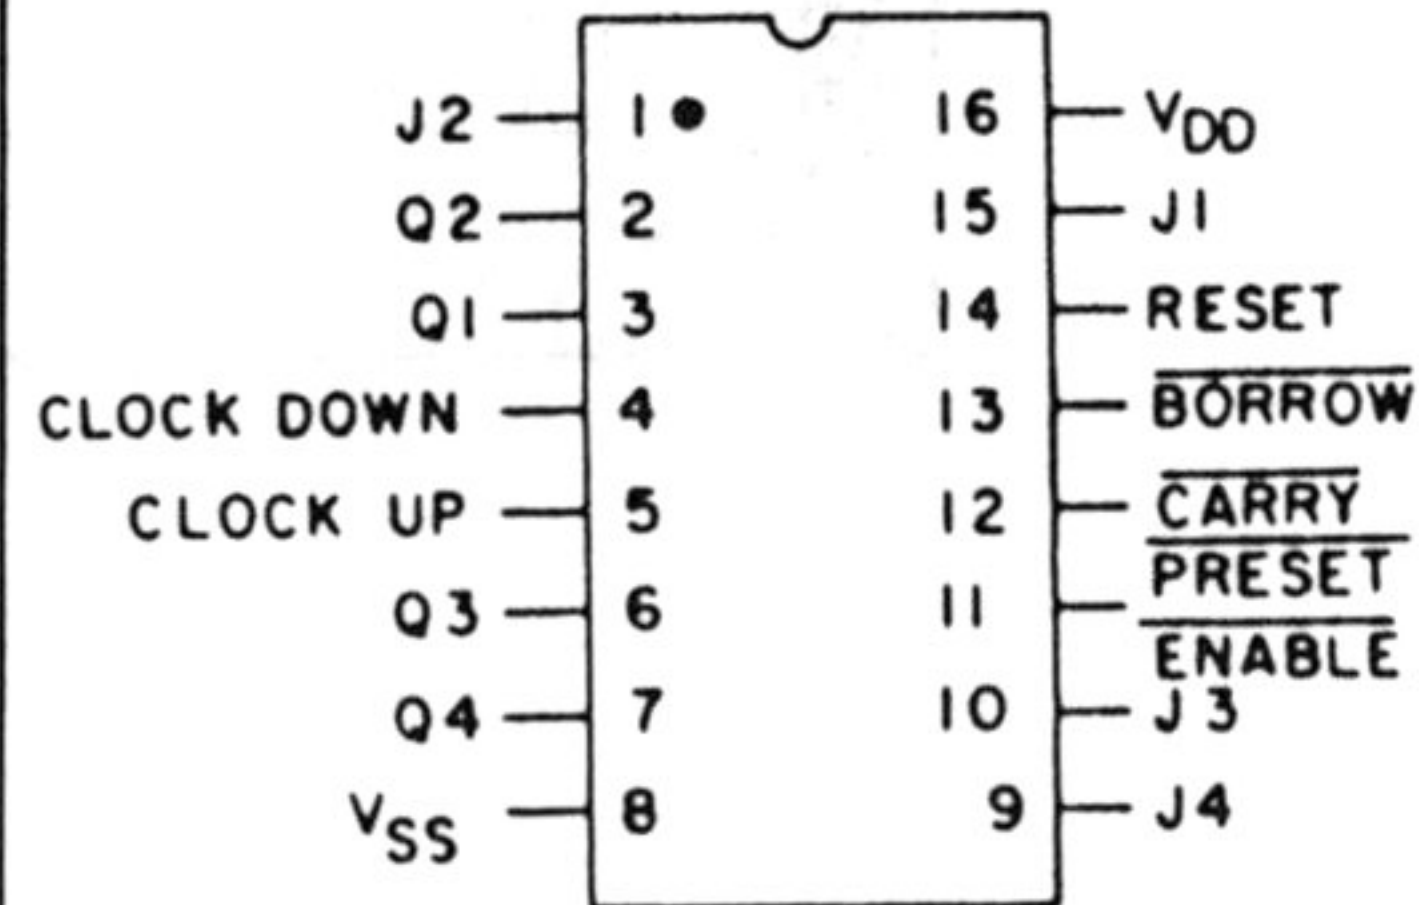 J2 1 16 VDD
Q2 2 15 J1
Q1 3 14 RESET
CLOCK DOWN 4 13 BORROW
CLOCK UP 5 12 CARRY
Q3 6 11 PRESET
ENABLE
Q4 7 10 J3
VSS 8 9 J4